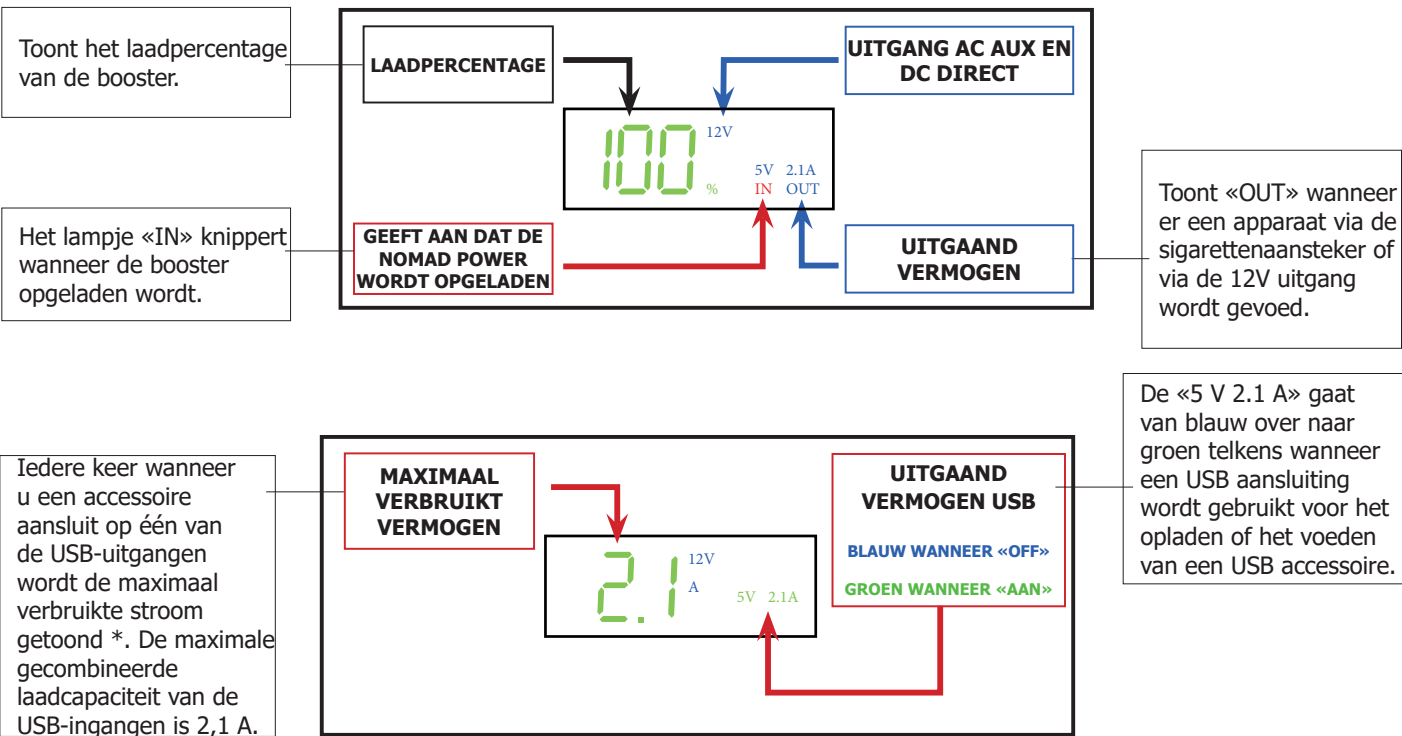 Toont het laadpercentage
van de booster.
LAADPERCENTAGE
UITGANG AC AUX EN
DC DIRECT
100
%
12V
5V 2.1A
IN OUT
Het lampje «IN» knippert
wanneer de booster
opgeladen wordt.
GEEFT AAN DAT DE
NOMAD POWER
WORDT OPGELADEN
UITGAAND
VERMOGEN
Toont «OUT» wanneer
er een apparaat via de
sigarettenaansteker of
via de 12V uitgang
wordt gevoed.
Iedere keer wanneer
u een accessoire
aansluit op één van
de USB-uitgangen
wordt de maximaal
verbruikte stroom
getoond *. De maximale
gecombineerde
laadcapaciteit van de
USB-ingangen is 2,1 A.
MAXIMAAL
VERBRUIKT
VERMOGEN
2.1
12V
A
5V 2.1A
UITGAAND
VERMOGEN USB
BLAUW WANNEER «OFF»
GROEN WANNEER «AAN»
De «5 V 2.1 A» gaat
van blauw over naar
groen telkens wanneer
een USB aansluiting
wordt gebruikt voor het
opladen of het voeden
van een USB accessoire.